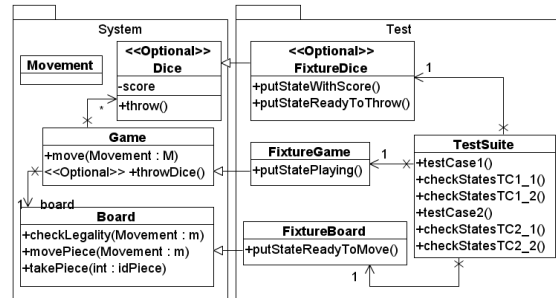 System
Movement
<<Optional>>
Dice
-score
+throw()
*
Game
+move(Movement : M)
<<Optional>> +throwDice()
1 board
Board
+checkLegality(Movement : m)
+movePiece(Movement : m)
+takePiece(int : idPiece)
Test
<<Optional>>
FixtureDice
+putStateWithScore()
+putStateReadyToThrow()
1
FixtureGame
+putStatePlaying()
1
FixtureBoard
+putStateReadyToMove()
1
TestSuite
+testCase1()
+checkStatesTC1_1()
+checkStatesTC1_2()
+testCase2()
+checkStatesTC2_1()
+checkStatesTC2_2()